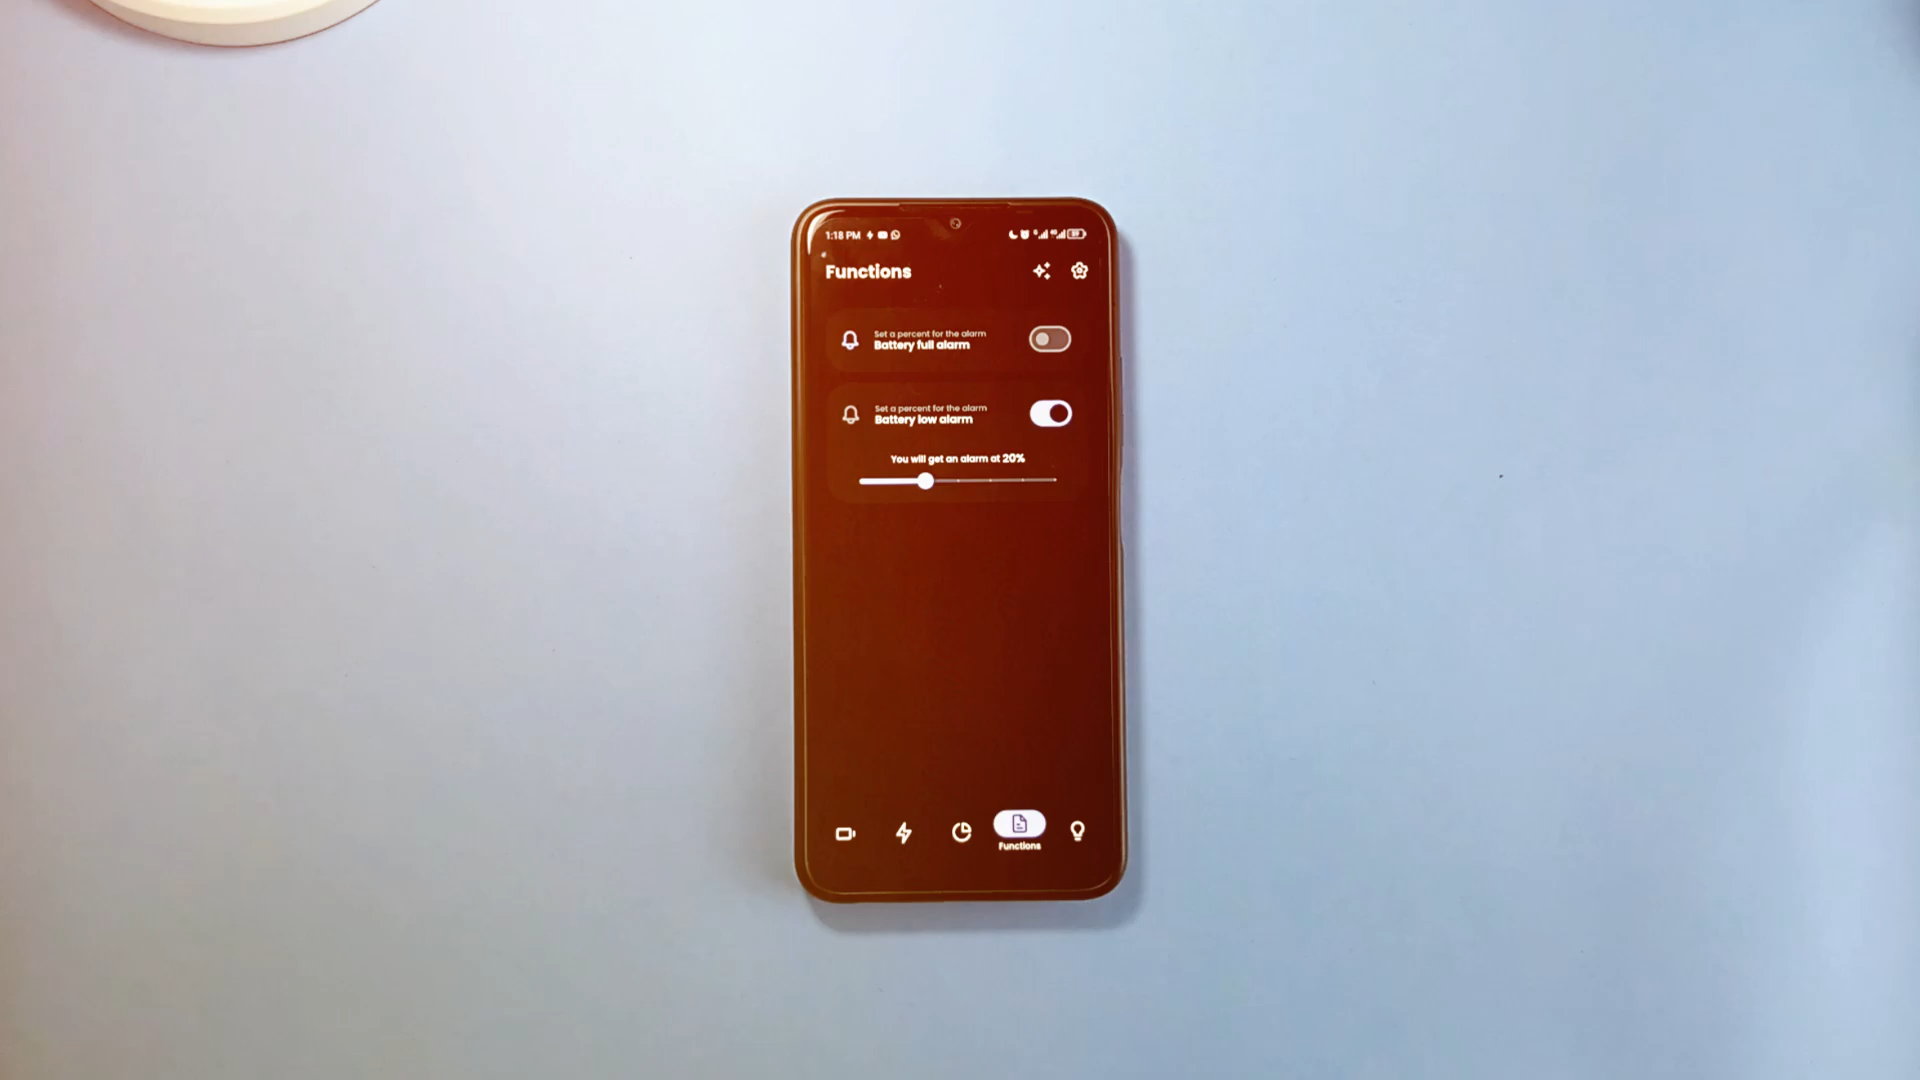 1:18 PM
Functions
Set a percent for the alarm
Battery full alarm
Set a percent for the alarm
Battery low alarm
You will get an alarm at 20%
Functions